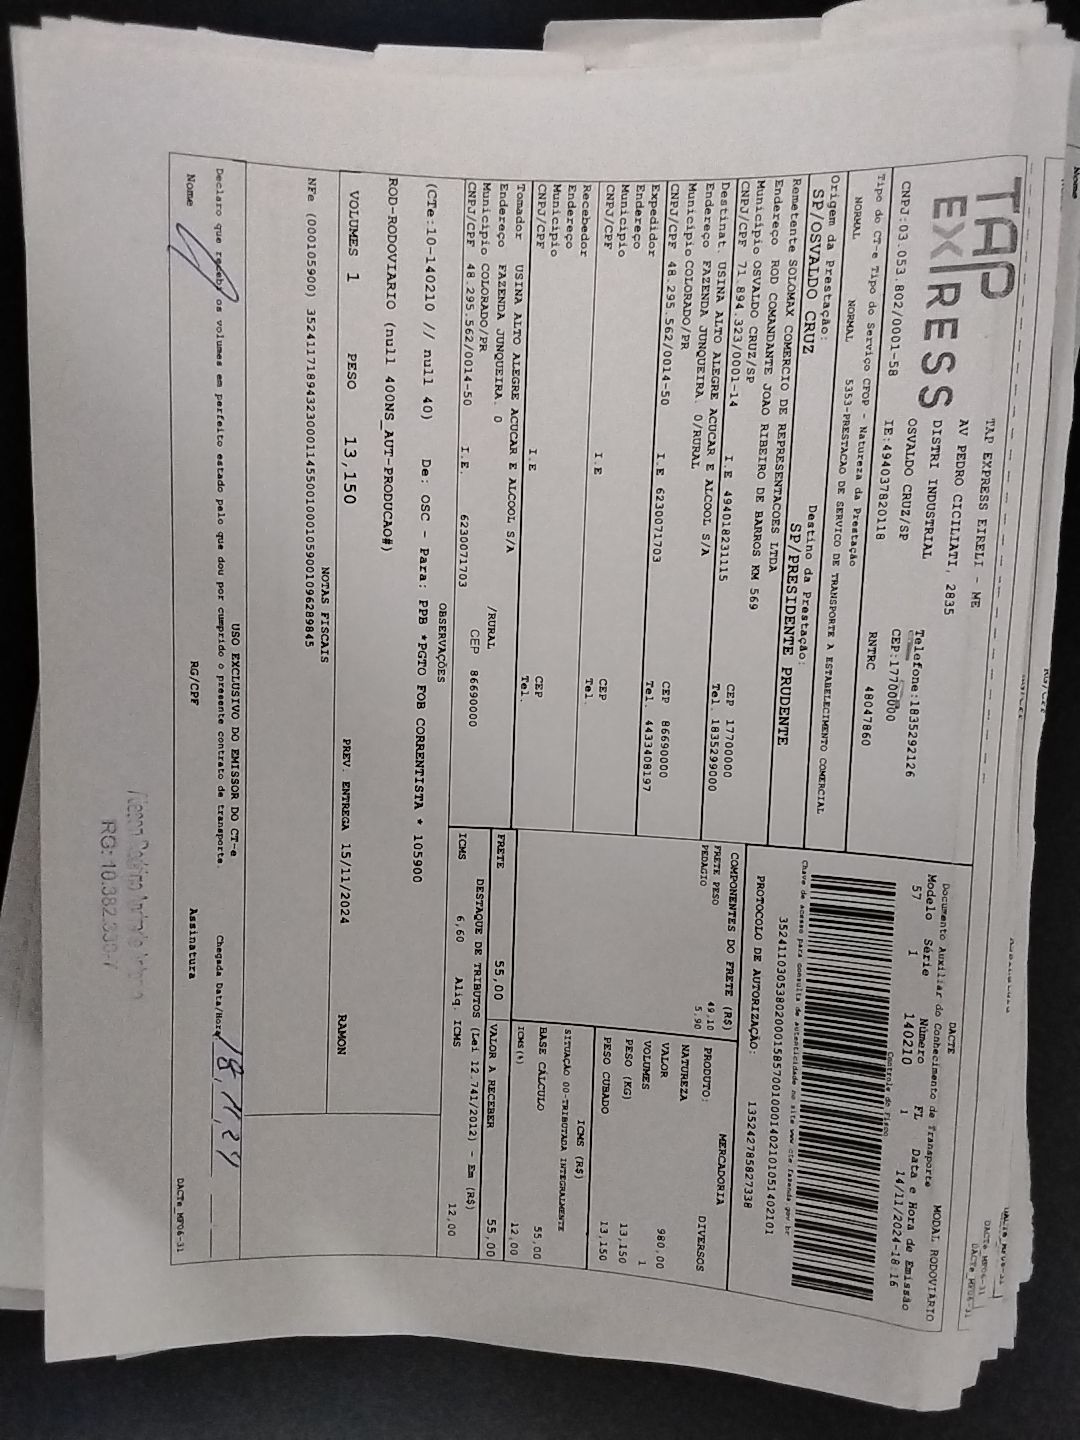 TAP EXPRESS
TAP EXPRESS EIRELI - ME
AV PEDRO CICILIATI, 2835
DISTRI INDUSTRIAL
OSVALDO CRUZ/SP
Telefone:1835292126
CEP:17700000
CNPJ:03.053.802/0001-58 IE:494037820118 RNTRC 48047860
DACTE MODAL RODOVIÁRIO
Documento Auxiliar do Conhecimento de Transporte
Modelo Série Número FL Data e Hora de Emissão
57 1 140210 1 14/11/2024-18:16
Controle do Fisco
Tipo do CT-e Tipo do Serviço CFOP - Natureza da Prestação
NORMAL NORMAL 5353-PRESTACAO DE SERVICO DE TRANSPORTE A ESTABELECIMENTO COMERCIAL
Chave de acesso para consulta de autenticidade no site www.cte.fazenda.gov.br
35241103053802000158570010001402101051402101
PROTOCOLO DE AUTORIZAÇÃO: 135242785827338
Origem da Prestação: Destino da Prestação:
SP/OSVALDO CRUZ SP/PRESIDENTE PRUDENTE
Remetente SOLOMAX COMERCIO DE REPRESENTACOES LTDA
Endereço ROD COMANDANTE JOAO RIBEIRO DE BARROS KM 569
Município OSVALDO CRUZ/SP CEP 17700000
CNPJ/CPF 71.894.323/0001-14 I.E 494018231115 Tel. 1835299000
Destinat USINA ALTO ALEGRE ACUCAR E ALCOOL S/A
Endereço FAZENDA JUNQUEIRA. 0/RURAL
Município COLORADO/PR CEP 86690000
CNPJ/CPF 48.295.562/0014-50 I.E 6230071703 Tel. 4433408197
Expedidor
Endereço
Município CEP
CNPJ/CPF I.E Tel.
Recebedor
Endereço
Município CEP
CNPJ/CPF I.E Tel.
Tomador USINA ALTO ALEGRE ACUCAR E ALCOOL S/A
Endereço FAZENDA JUNQUEIRA. 0 /RURAL
Município COLORADO/PR CEP 86690000
CNPJ/CPF 48.295.562/0014-50 I.E. 6230071703
COMPONENTES DO FRETE (R$)
FRETE PESO 49,10
PEDAGIO 5,90
MERCADORIA
PRODUTO: DIVERSOS
NATUREZA
VALOR 980,00
VOLUMES 1
PESO (KG) 13,150
PESO CUBADO 13,150
ICMS (R$)
SITUAÇÃO 00-TRIBUTADA INTEGRALMENTE
BASE CÁLCULO 55,00
ICMS(%) 12,00
FRETE 55,00 VALOR A RECEBER 55,00
DESTAQUE DE TRIBUTOS (Lei 12.741/2012) - Em (R$)
ICMS 6,60 Aliq. ICMS 12,00
OBSERVAÇÕES
(CTe:10-140210 // null 40) De: OSC - Para: PPB *PGTO FOB CORRENTISTA * 105900
ROD-RODOVIARIO (null 400NS_AUT-PRODUCAO#)
VOLUMES 1 PESO 13,150 PREV. ENTREGA 15/11/2024 RAMON
NOTAS FISCAIS
NFe (000105900) 35241171894323000114550010001059001096289845
USO EXCLUSIVO DO EMISSOR DO CT-e
Declaro que recebi os volumes em perfeito estado pelo que dou por cumprido o presente contrato de transporte. Chegada Data/Hora 18,11,24
Nome RG/CPF Assinatura DACTe_MP06-31